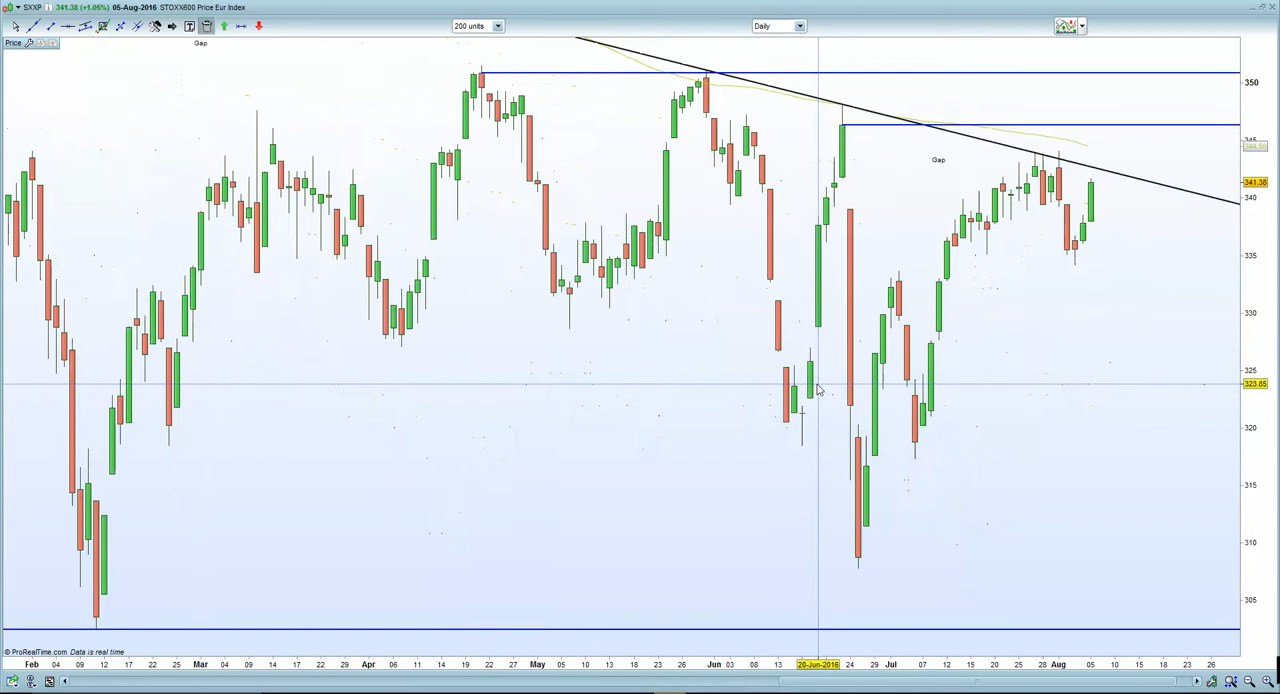 SXXP 341.38 (+1.05%) 05-Aug-2016 STOXX600 Price Eur Index
200 units
Daily
Price
Gap
Gap
350
345
344.50
341.38
340
335
330
325
323.85
320
315
310
305
© ProRealTime.com Data is real time
Feb 04 09 12 17 22 25 Mar 04 09 14 17 22 29 Apr 06 11 14 19 22 27 May 05 10 13 18 23 26 Jun 03 08 13 20-Jun-2016 24 29 Jul 07 12 15 20 25 28 Aug 05 10 15 18 23 26